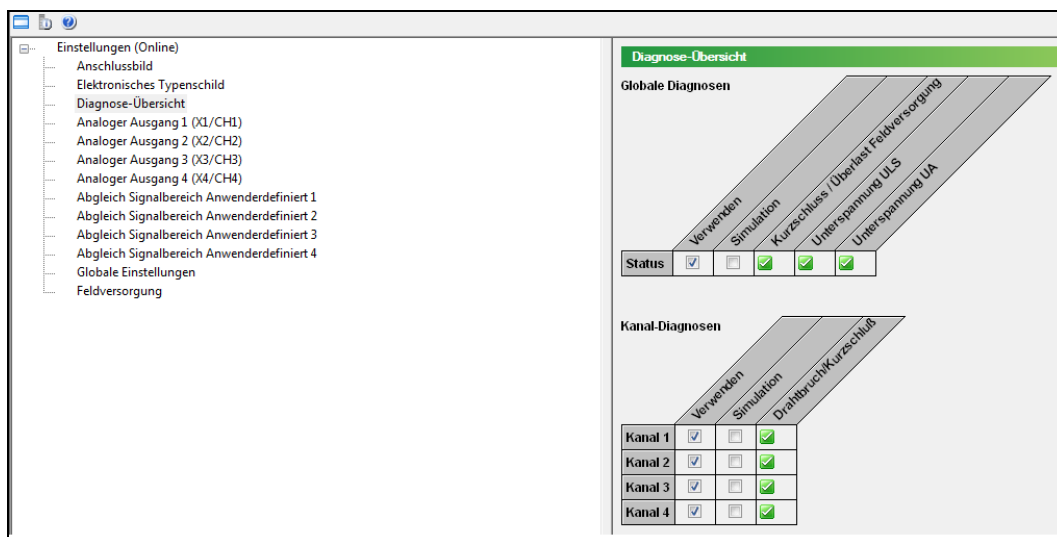 Einstellungen (Online)
Anschlussbild
Elektronisches Typenschild
Diagnose-Übersicht
Analoger Ausgang 1 (X1/CH1)
Analoger Ausgang 2 (X2/CH2)
Analoger Ausgang 3 (X3/CH3)
Analoger Ausgang 4 (X4/CH4)
Abgleich Signalbereich Anwenderdefiniert 1
Abgleich Signalbereich Anwenderdefiniert 2
Abgleich Signalbereich Anwenderdefiniert 3
Abgleich Signalbereich Anwenderdefiniert 4
Globale Einstellungen
Feldversorgung
Diagnose-Übersicht
Globale Diagnosen
Verwenden
Simulation
Kurzschluss / Überlast Feldversorgung
Unterspannung ULS
Unterspannung UA
Status
Kanal-Diagnosen
Verwenden
Simulation
Drahtbruch/Kurzschluß
Kanal 1
Kanal 2
Kanal 3
Kanal 4